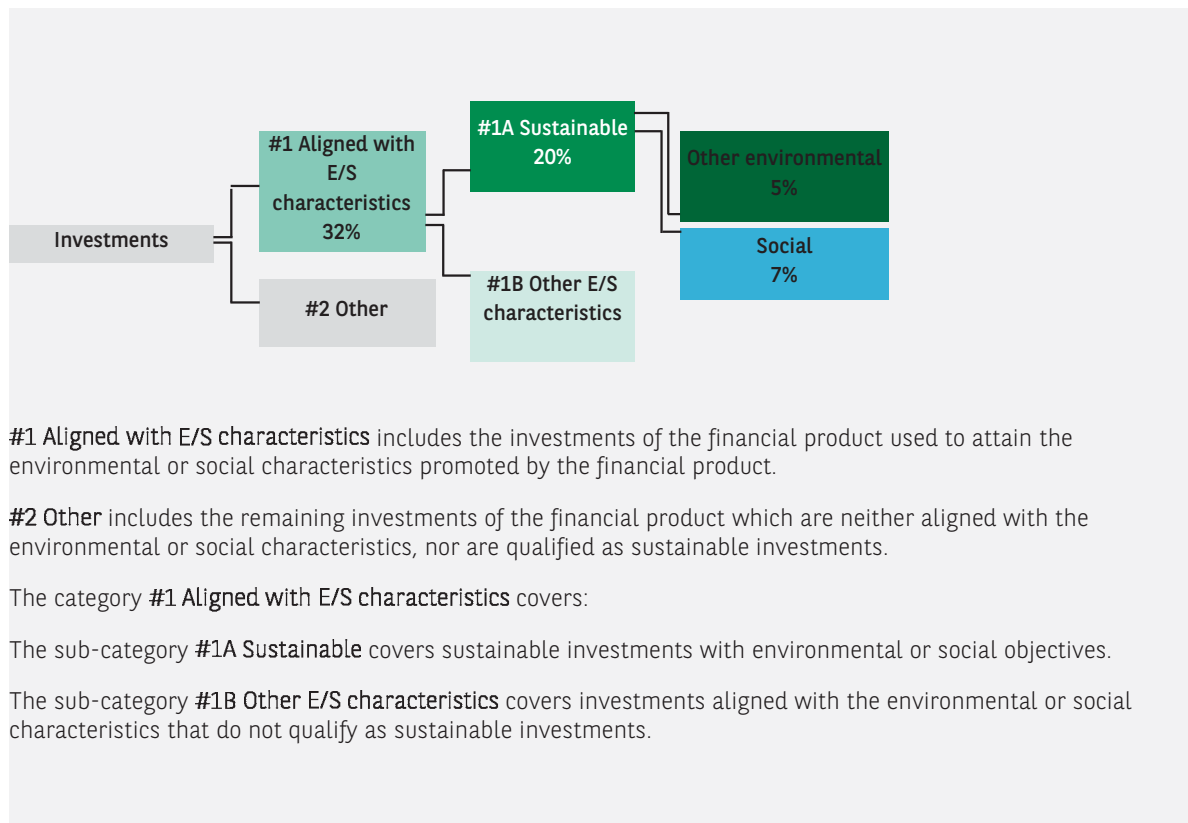 #1A Sustainable
20%
#1 Aligned with
E/S
characteristics
32%
Other environmental
5%
Investments
Social
7%
#1B Other E/S
characteristics
#2 Other
#1 Aligned with E/S characteristics includes the investments of the financial product used to attain the
environmental or social characteristics promoted by the financial product.
#2 Other includes the remaining investments of the financial product which are neither aligned with the
environmental or social characteristics, nor are qualified as sustainable investments.
The category #1 Aligned with E/S characteristics covers:
The sub-category #1A Sustainable covers sustainable investments with environmental or social objectives.
The sub-category #1B Other E/S characteristics covers investments aligned with the environmental or social
characteristics that do not qualify as sustainable investments.